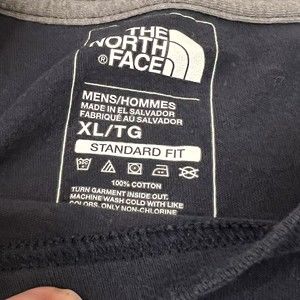 THE
NORTH
FACE
®
MENS/HOMMES
MADE IN EL SALVADOR
FABRIQUÉ AU SALVADOR
XL/TG
STANDARD FIT
100% COTTON
TURN GARMENT INSIDE OUT.
MACHINE WASH COLD WITH LIKE
COLORS. ONLY NON-CHLORINE